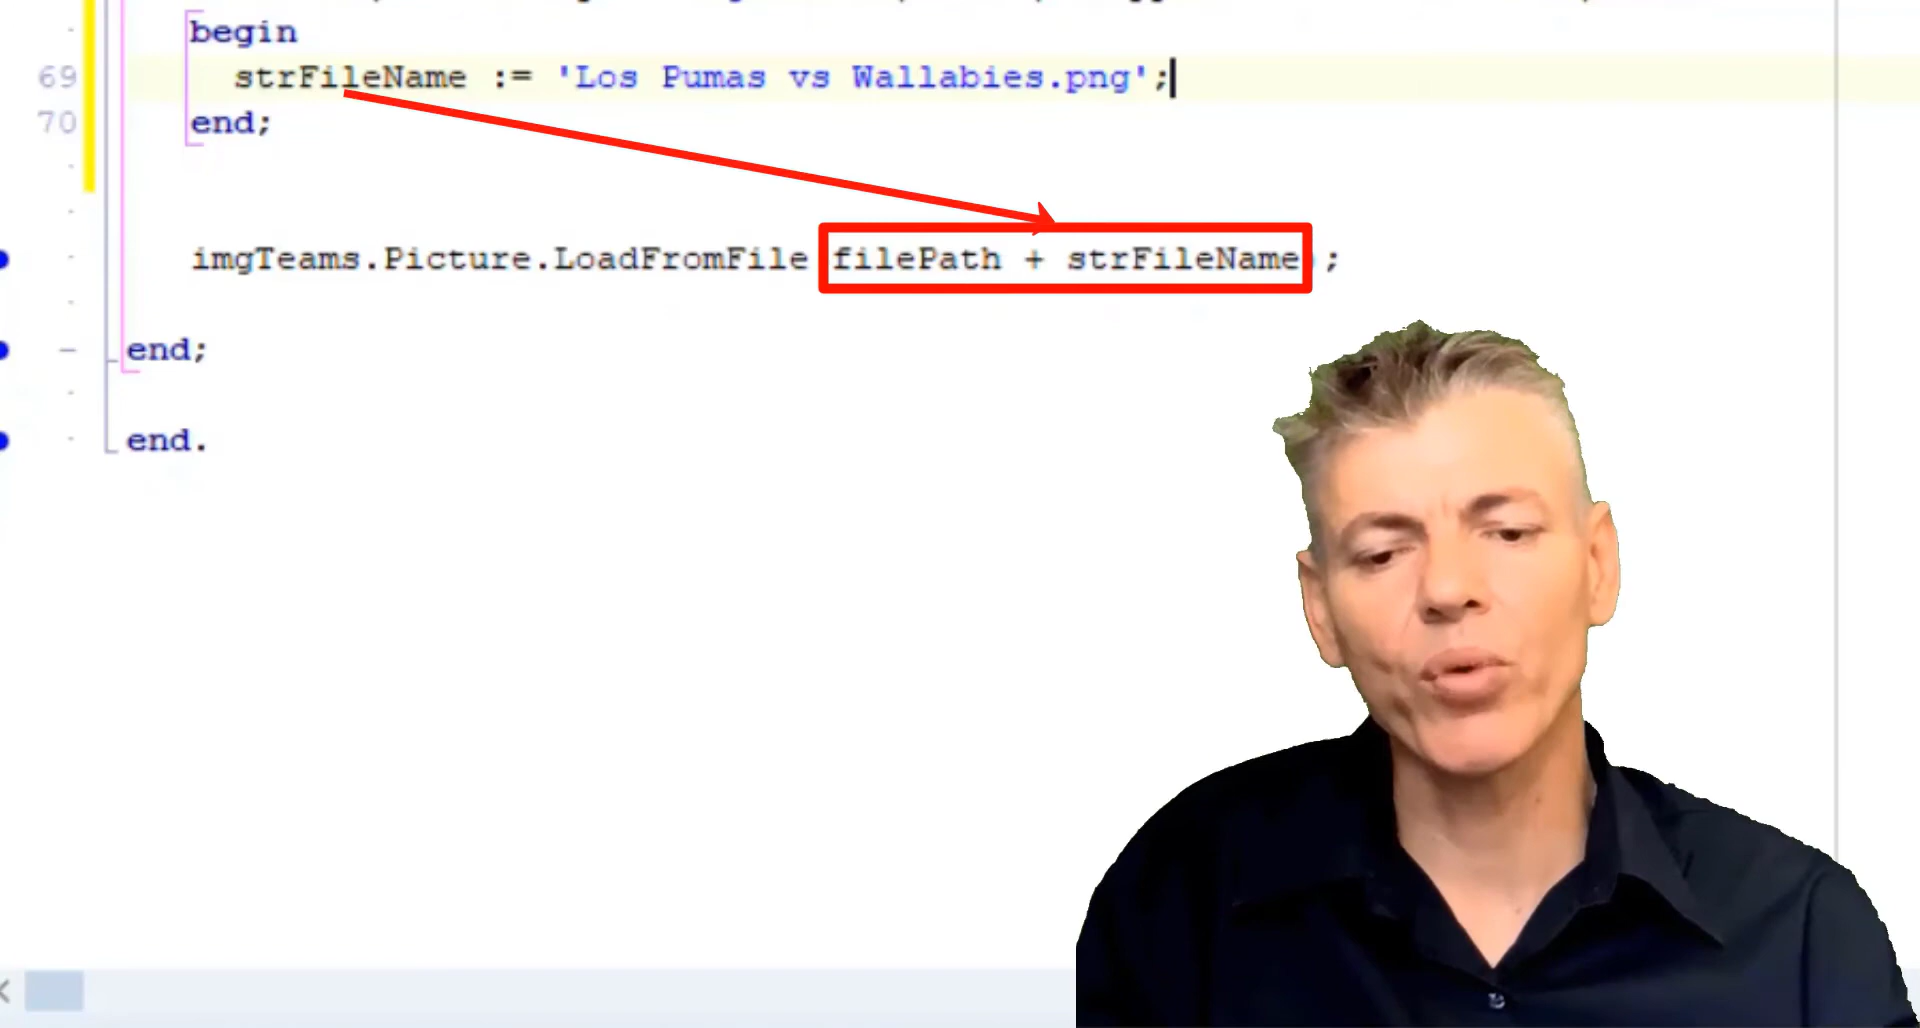 begin
69 strFileName := 'Los Pumas vs Wallabies.png';
70 end;
imgTeams.Picture.LoadFromFile filePath + strFileName ;
end;
end.